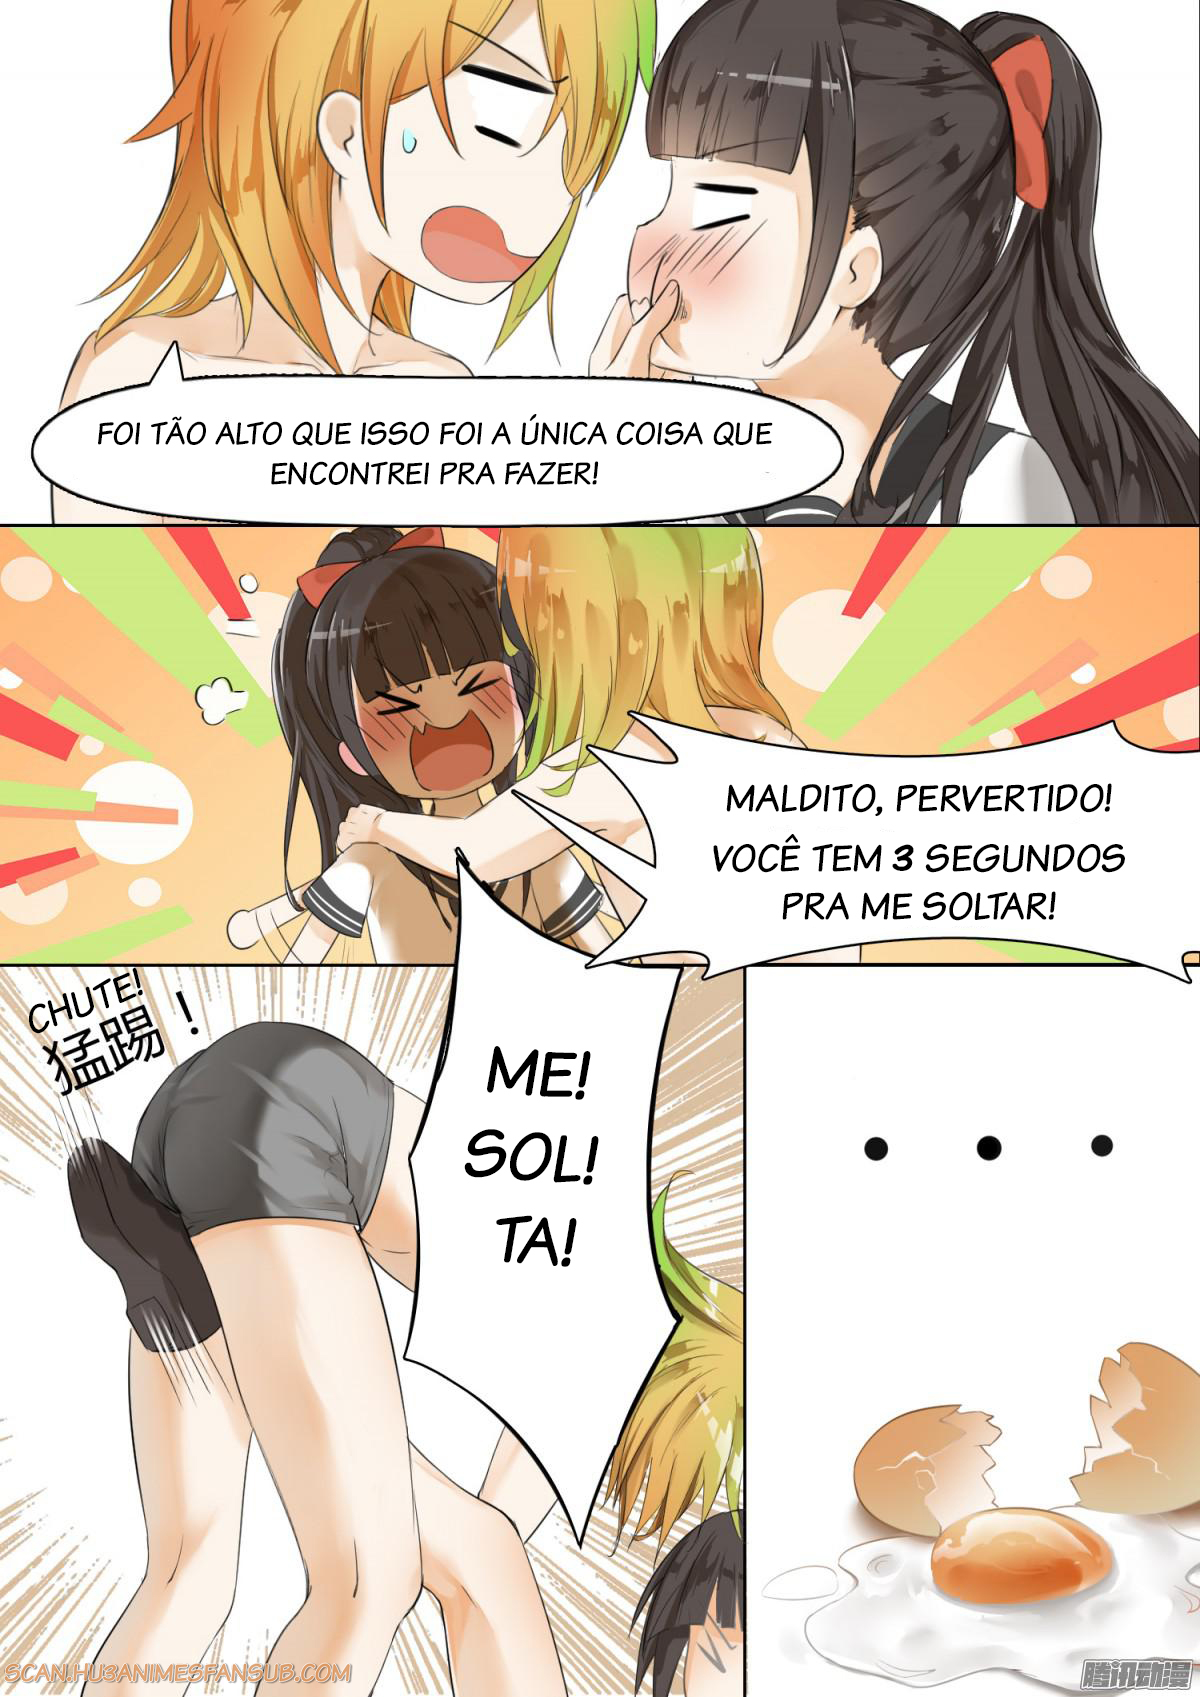 FOI TÃO ALTO QUE ISSO FOI A ÚNICA COISA QUE
ENCONTREI PRA FAZER!
MALDITO, PERVERTIDO!
VOCÊ TEM 3 SEGUNDOS
PRA ME SOLTAR!
CHUTE!
猛踢！
ME!
SOL!
TA!
...
SCAN.HU3ANIMESFANSUB.COM
腾讯动漫